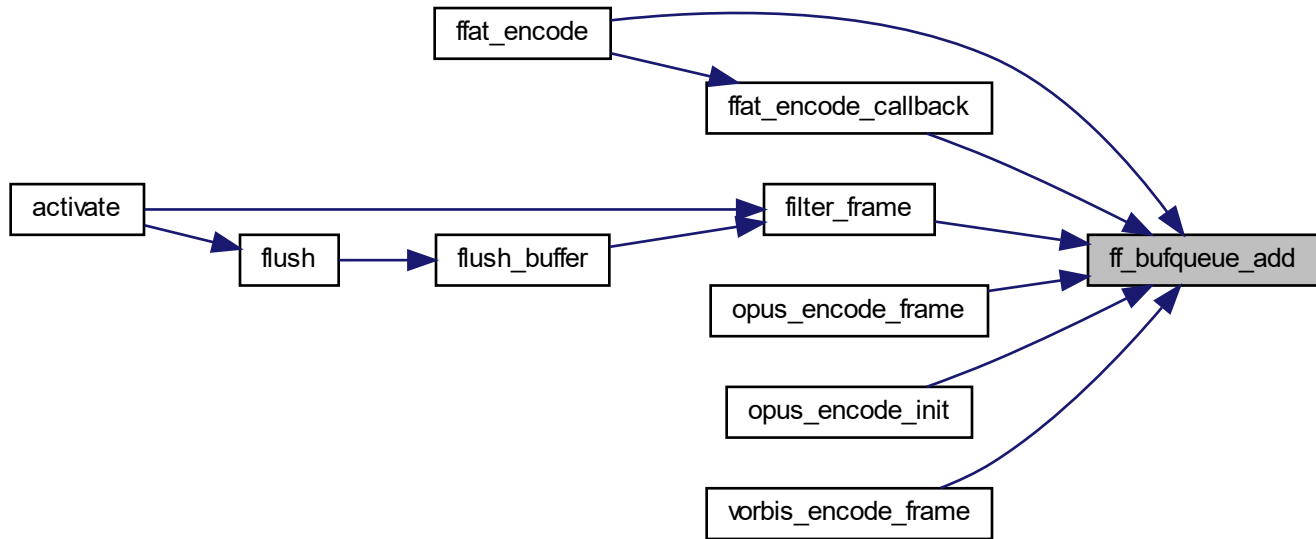 ffat_encode
ffat_encode_callback
activate
filter_frame
flush
flush_buffer
ff_bufqueue_add
opus_encode_frame
opus_encode_init
vorbis_encode_frame